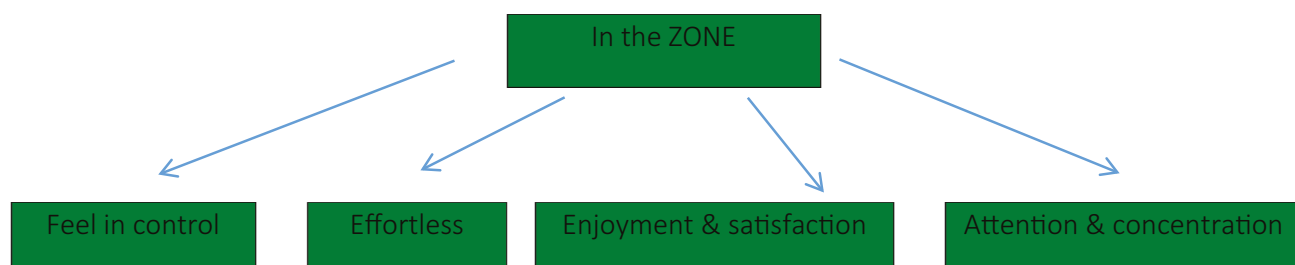 In the ZONE
Feel in control
Effortless
Enjoyment & satisfaction
Attention & concentration